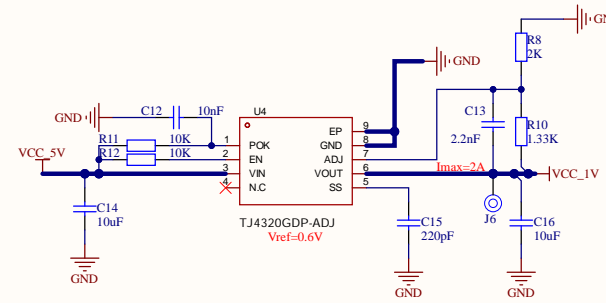 GND
R8
2K
GND
C12
10nF
GND
U4
C13
2.2nF
R10
1.33K
R11
10K
R12
10K
1
POK
2
EN
3
VIN
4
N.C
EP
9
GND
8
ADJ
7
VOUT
6
SS
5
VCC_5V
Imax=2A
VCC_1V
TJ4320GDP-ADJ
Vref=0.6V
C14
10uF
C15
220pF
J6
C16
10uF
GND
GND
GND